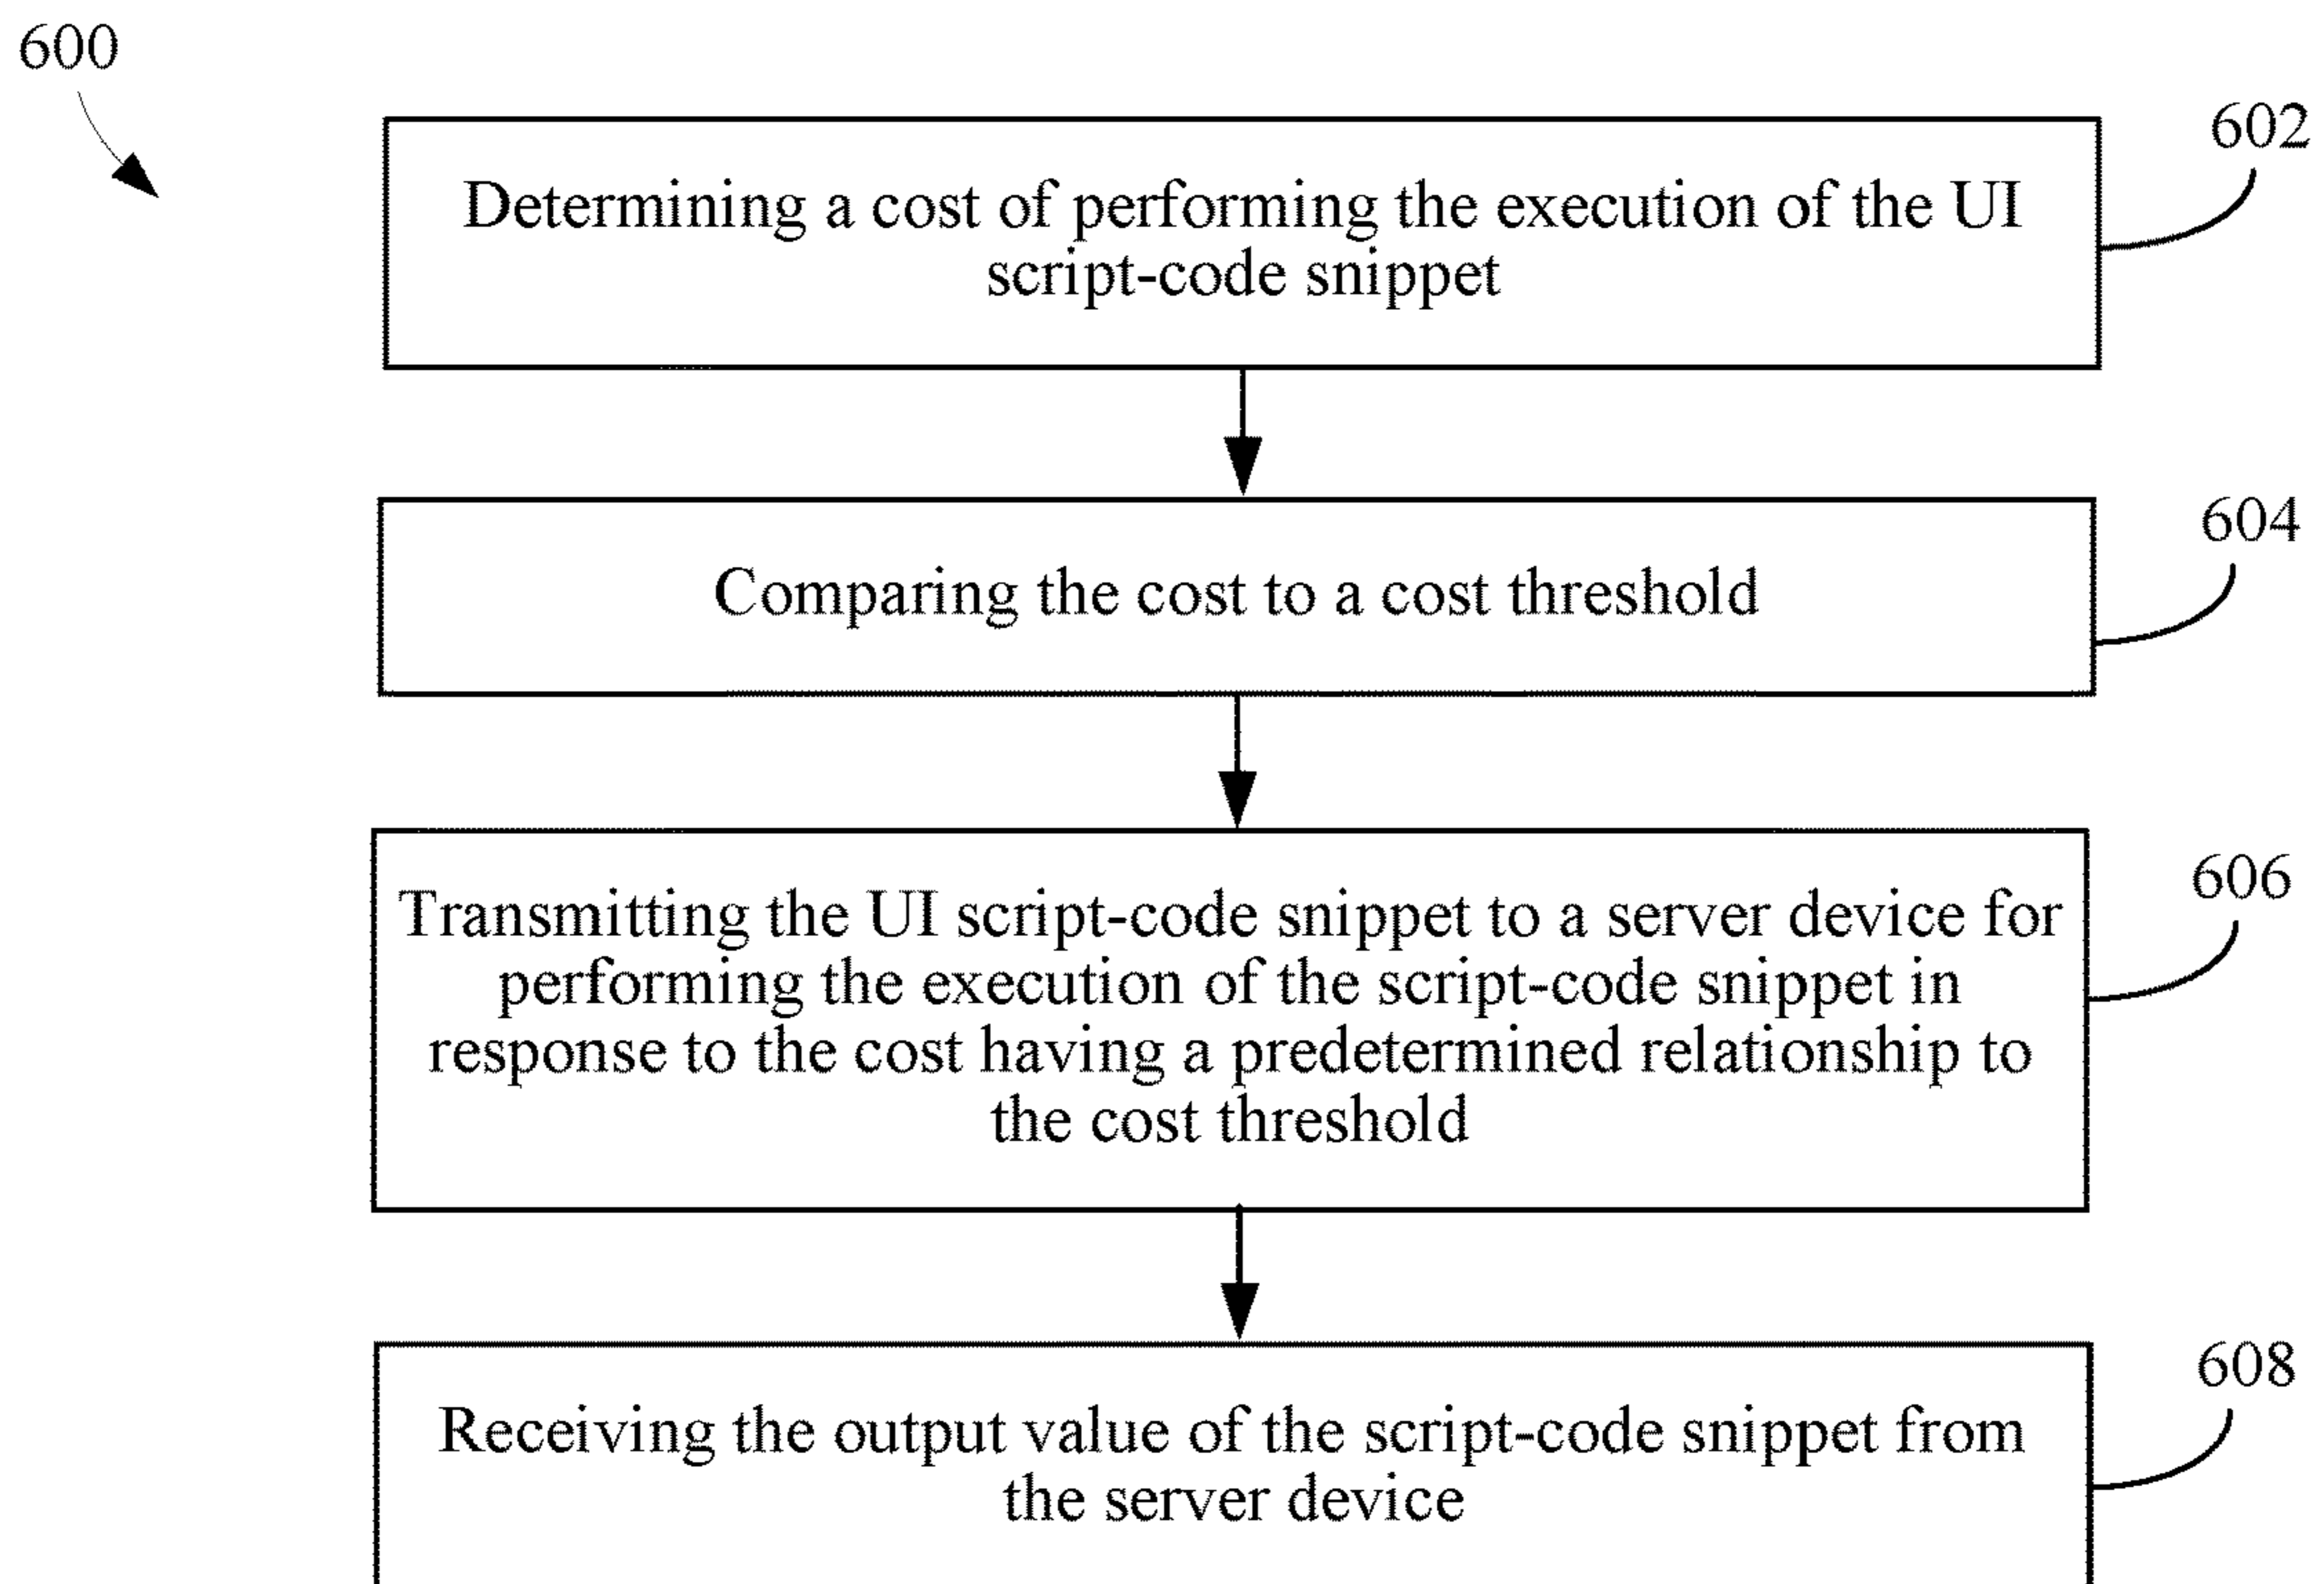 600
602
Determining a cost of performing the execution of the UI
script-code snippet
604
Comparing the cost to a cost threshold
606
Transmitting the UI script-code snippet to a server device for
performing the execution of the script-code snippet in
response to the cost having a predetermined relationship to
the cost threshold
608
Receiving the output value of the script-code snippet from
the server device